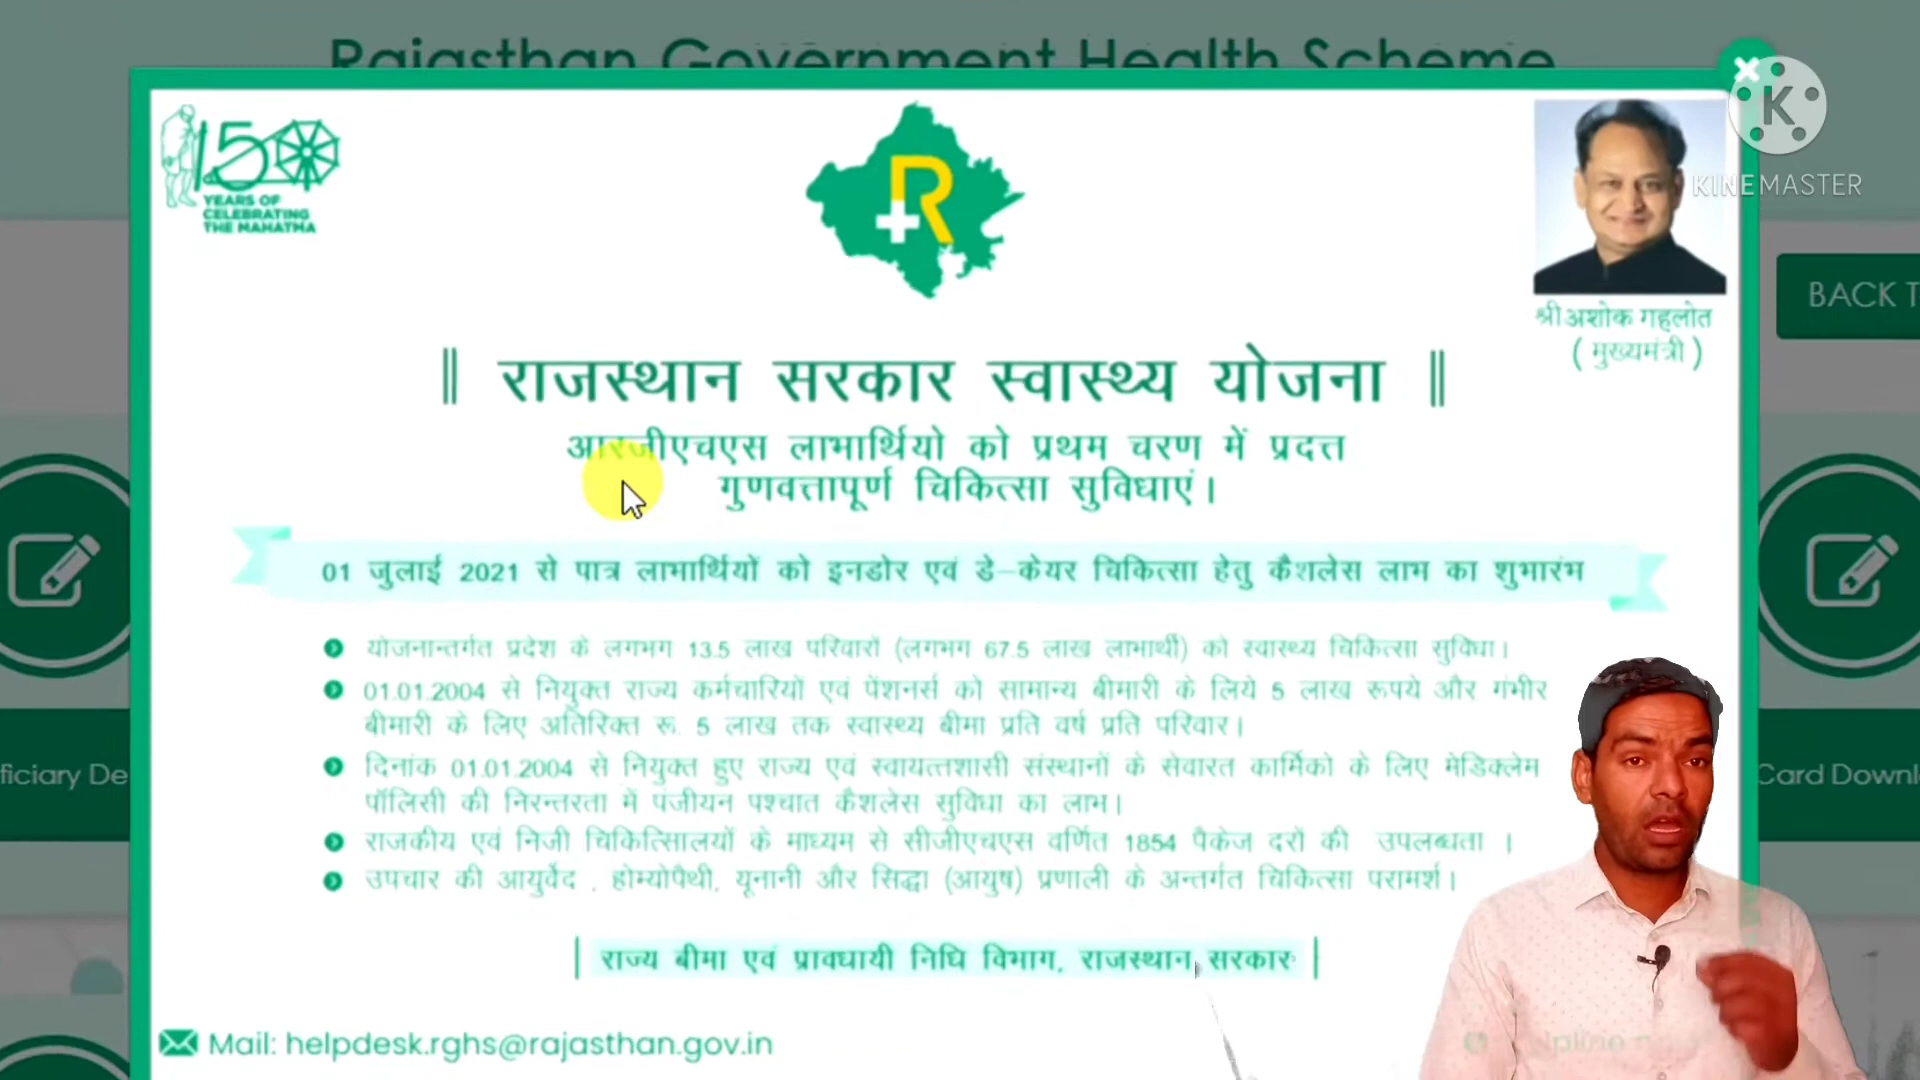 Rajasthan Government Health Scheme
150
YEARS OF
CELEBRATING
THE MAHATMA
R
K
KINEMASTER
BACK T
श्री अशोक गहलोत
( मुख्यमंत्री )
॥ राजस्थान सरकार स्वास्थ्य योजना ॥
आरजीएचएस लाभार्थियो को प्रथम चरण में प्रदत्त
गुणवत्तापूर्ण चिकित्सा सुविधाएं।
01 जुलाई 2021 से पात्र लाभार्थियों को इनडोर एवं डे–केयर चिकित्सा हेतु कैशलेस लाभ का शुभारंभ
योजनान्तर्गत प्रदेश के लगभग 13.5 लाख परिवारों (लगभग 67.5 लाख लाभार्थी) को स्वास्थ्य चिकित्सा सुविधा।
01.01.2004 से नियुक्त राज्य कर्मचारियों एवं पेंशनर्स को सामान्य बीमारी के लिये 5 लाख रूपये और गंभीर
बीमारी के लिए अतिरिक्त रू. 5 लाख तक स्वास्थ्य बीमा प्रति वर्ष प्रति परिवार।
दिनांक 01.01.2004 से नियुक्त हुए राज्य एवं स्वायत्तशासी संस्थानों के सेवारत कार्मिको के लिए मेडिक्लेम
पॉलिसी की निरन्तरता में पंजीयन पश्चात कैशलेस सुविधा का लाभ।
राजकीय एवं निजी चिकित्सिालयों के माध्यम से सीजीएचएस वर्णित 1854 पैकेज दरों की उपलब्धता ।
उपचार की आयुर्वेद , होम्योपैथी, यूनानी और सिद्धा (आयुष) प्रणाली के अन्तर्गत चिकित्सा परामर्श।
ficiary De
Card Downl
राज्य बीमा एवं प्रावधायी निधि विभाग, राजस्थान सरकार
Mail: helpdesk.rghs@rajasthan.gov.in